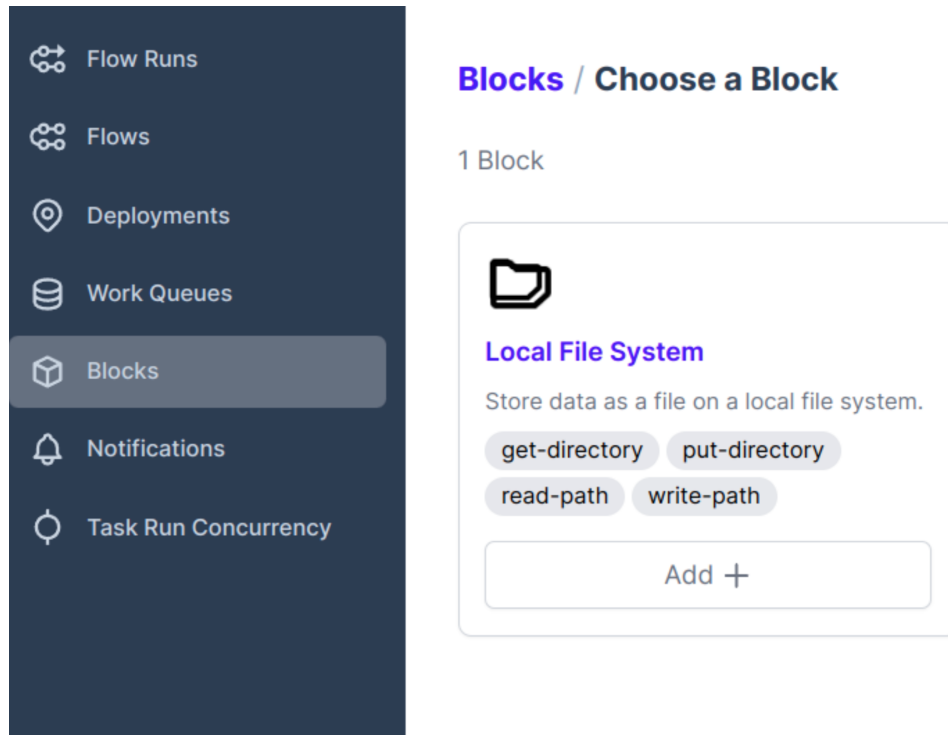 Flow Runs
Flows
Deployments
Work Queues
Blocks
Notifications
Task Run Concurrency
Blocks / Choose a Block
1 Block
Local File System
Store data as a file on a local file system.
get-directory put-directory
read-path write-path
Add +